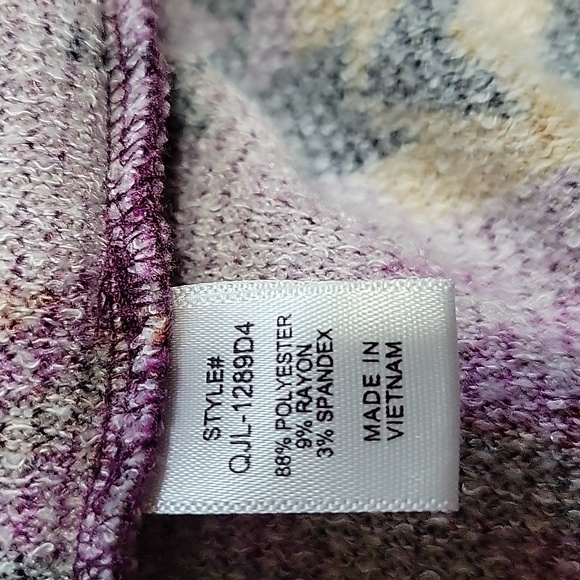 STYLE#
QJL-1289D4
88% POLYESTER
9% RAYON
3% SPANDEX
MADE IN
VIETNAM